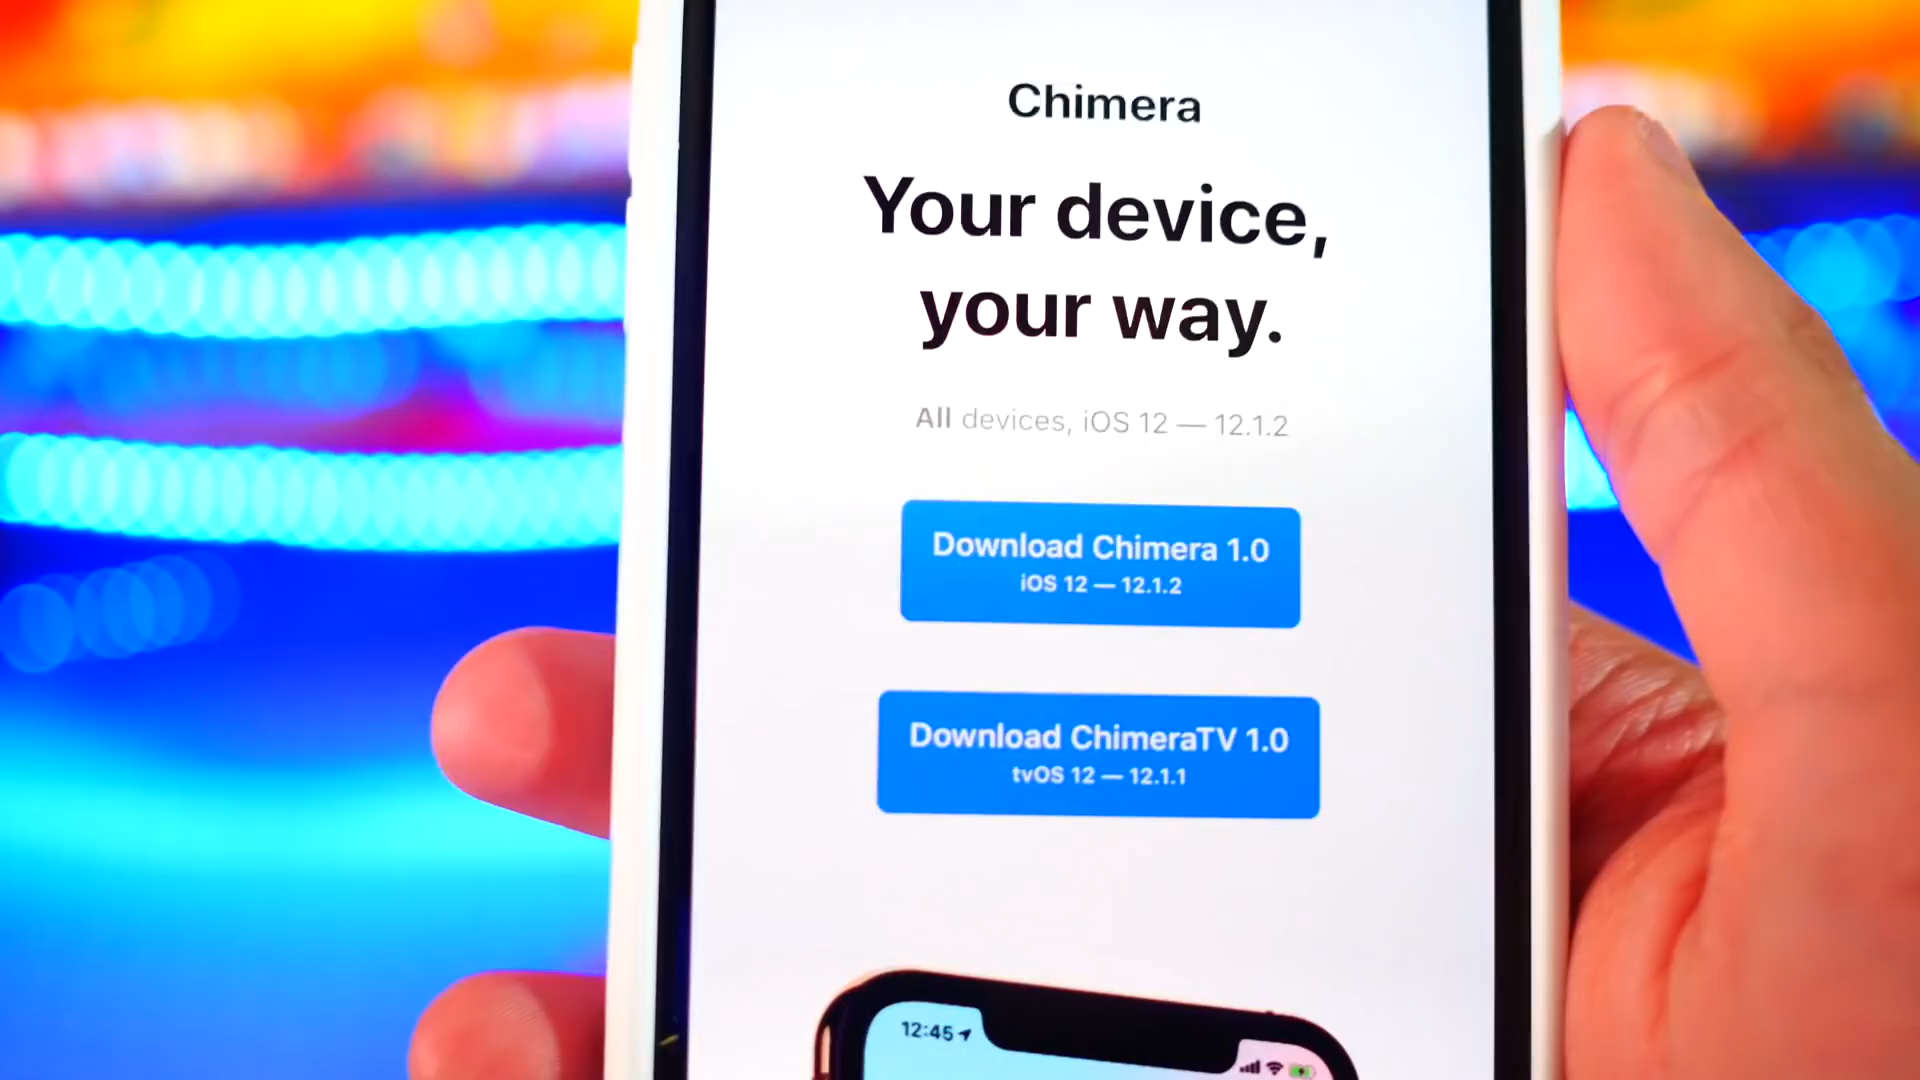 Chimera
Your device,
your way.
All devices, iOS 12 — 12.1.2
Download Chimera 1.0
iOS 12 — 12.1.2
Download ChimeraTV 1.0
tvOS 12 — 12.1.1
12:45